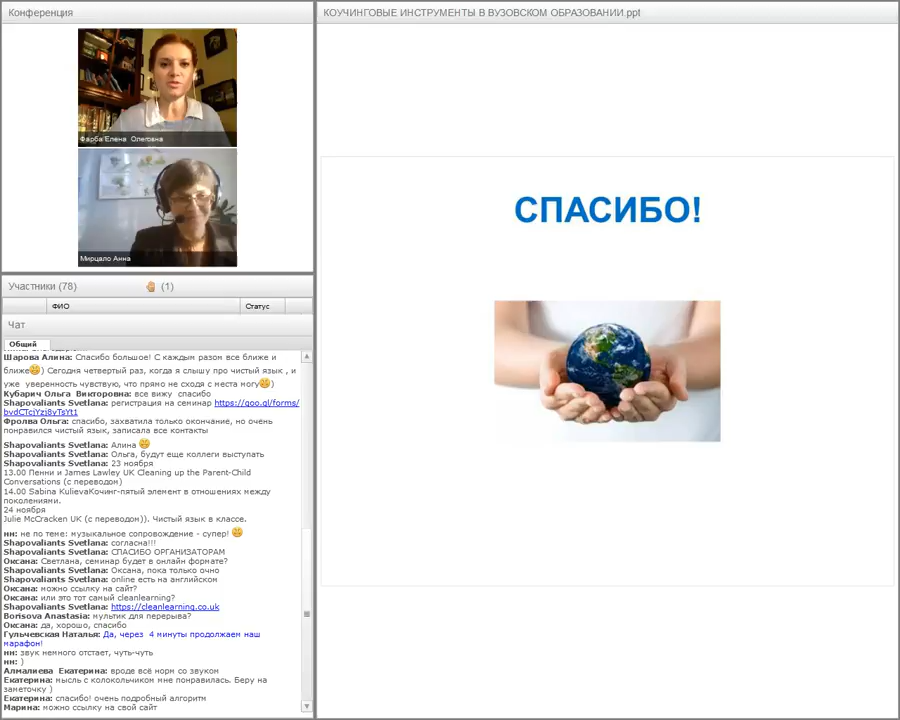 Конференция
Фарба Елена Олеговна
Мирцало Анна
Участники (78) (1)
ФИО Статус
Чат
Общий
Шарова Алина: Спасибо большое! С каждым разом все ближе и
ближе ) Сегодня четвертый раз, когда я слышу про чистый язык , и
уже уверенность чувствую, что прямо не сходя с места могу )
Кубарич Ольга Викторовна: все вижу спасибо
Shapovaliants Svetlana: регистрация на семинар https://goo.gl/forms/
Фролва Ольга: спасибо, захватила только окончание, но очень
понравился чистый язык, записала все контакты
Shapovaliants Svetlana: Алина
Shapovaliants Svetlana: Ольга, будут еще коллеги выступать
Shapovaliants Svetlana: 23 ноября
13.00 Пенни и James Lawley UK Cleaning up the Parent-Child
Conversations (с переводом)
14.00 Sabina KulievaКочинг-пятый элемент в отношениях между
поколениями.
24 ноября
Julie McCracken UK (с переводом)). Чистый язык в классе.
нн: не по теме: музыкальное сопровождение - супер!
Shapovaliants Svetlana: согласна!!!
Shapovaliants Svetlana: СПАСИБО ОРГАНИЗАТОРАМ
Оксана: Светлана, семинар будет в онлайн формате?
Shapovaliants Svetlana: Оксана, пока только очно
Shapovaliants Svetlana: online есть на английском
Оксана: можно ссылку на сайт?
Оксана: или это тот самый cleanlearning?
Shapovaliants Svetlana: https://cleanlearning.co.uk
Borisova Anastasia: мультик для перерыва?
Оксана: да, хорошо, спасибо
Гульчевская Наталья: Да, через 4 минуты продолжаем наш
марафон!
нн: звук немного отстает, чуть-чуть
нн: )
Алмалиева Екатерина: вроде всё норм со звуком
Екатерина: мысль с колокольчиком мне понравилась. Беру на
заметочку )
Екатерина: спасибо! очень подробный алгоритм
Марина: можно ссылку на свой сайт
КОУЧИНГОВЫЕ ИНСТРУМЕНТЫ В ВУЗОВСКОМ ОБРАЗОВАНИИ.ppt
СПАСИБО!